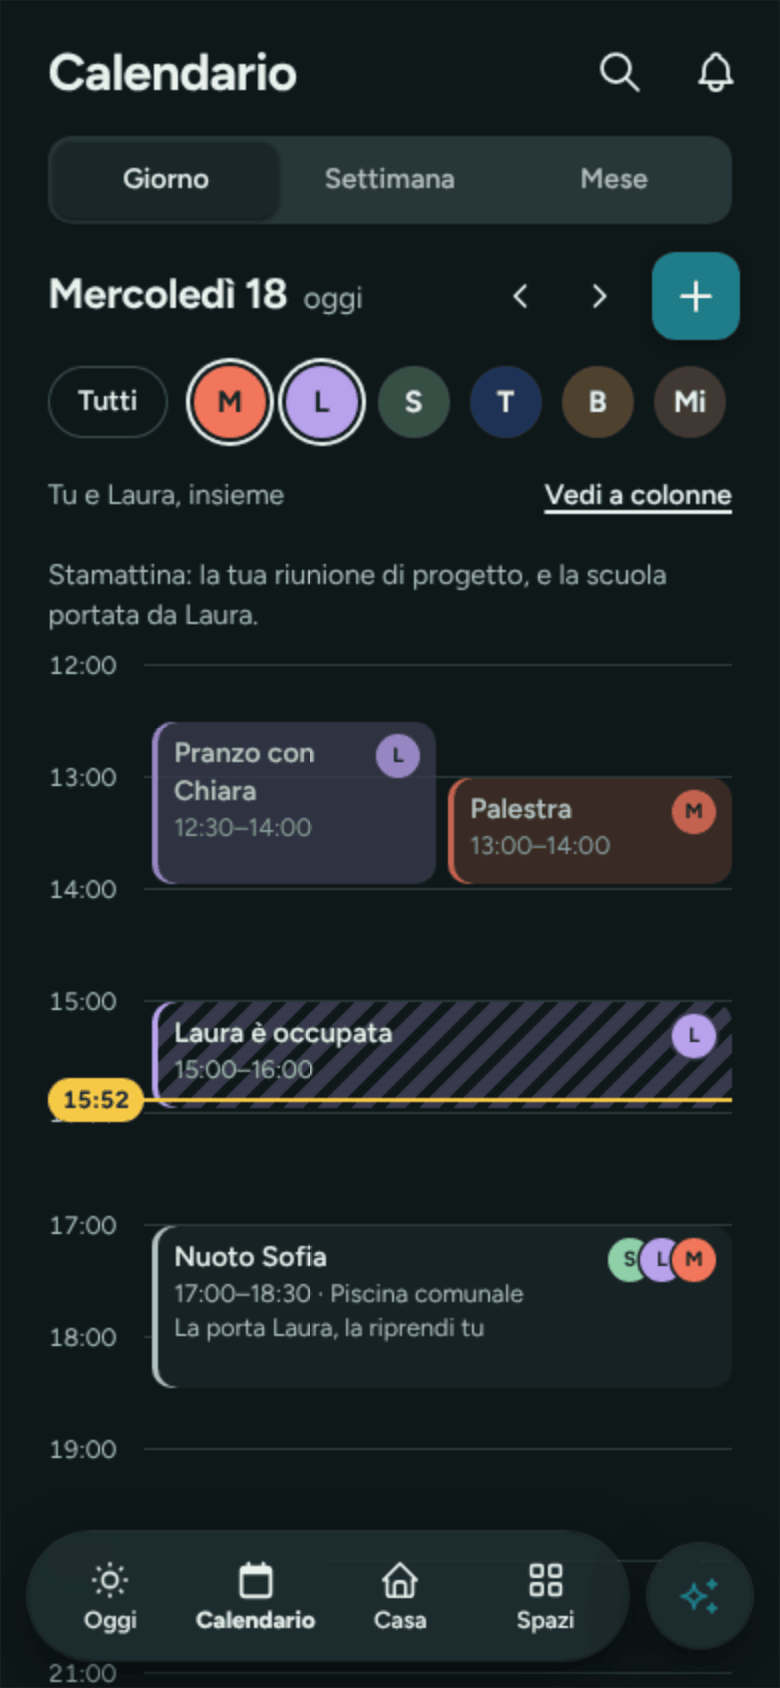 Calendario
Giorno Settimana Mese
Mercoledì 18 oggi
Tutti M L S T B Mi
Tu e Laura, insieme Vedi a colonne
Stamattina: la tua riunione di progetto, e la scuola
portata da Laura.
12:00
Pranzo con L
Chiara
12:30–14:00
13:00
Palestra M
13:00–14:00
14:00
15:00
Laura è occupata L
15:00–16:00
15:52
17:00
Nuoto Sofia S L M
17:00–18:30 · Piscina comunale
La porta Laura, la riprendi tu
18:00
19:00
Oggi Calendario Casa Spazi
21:00